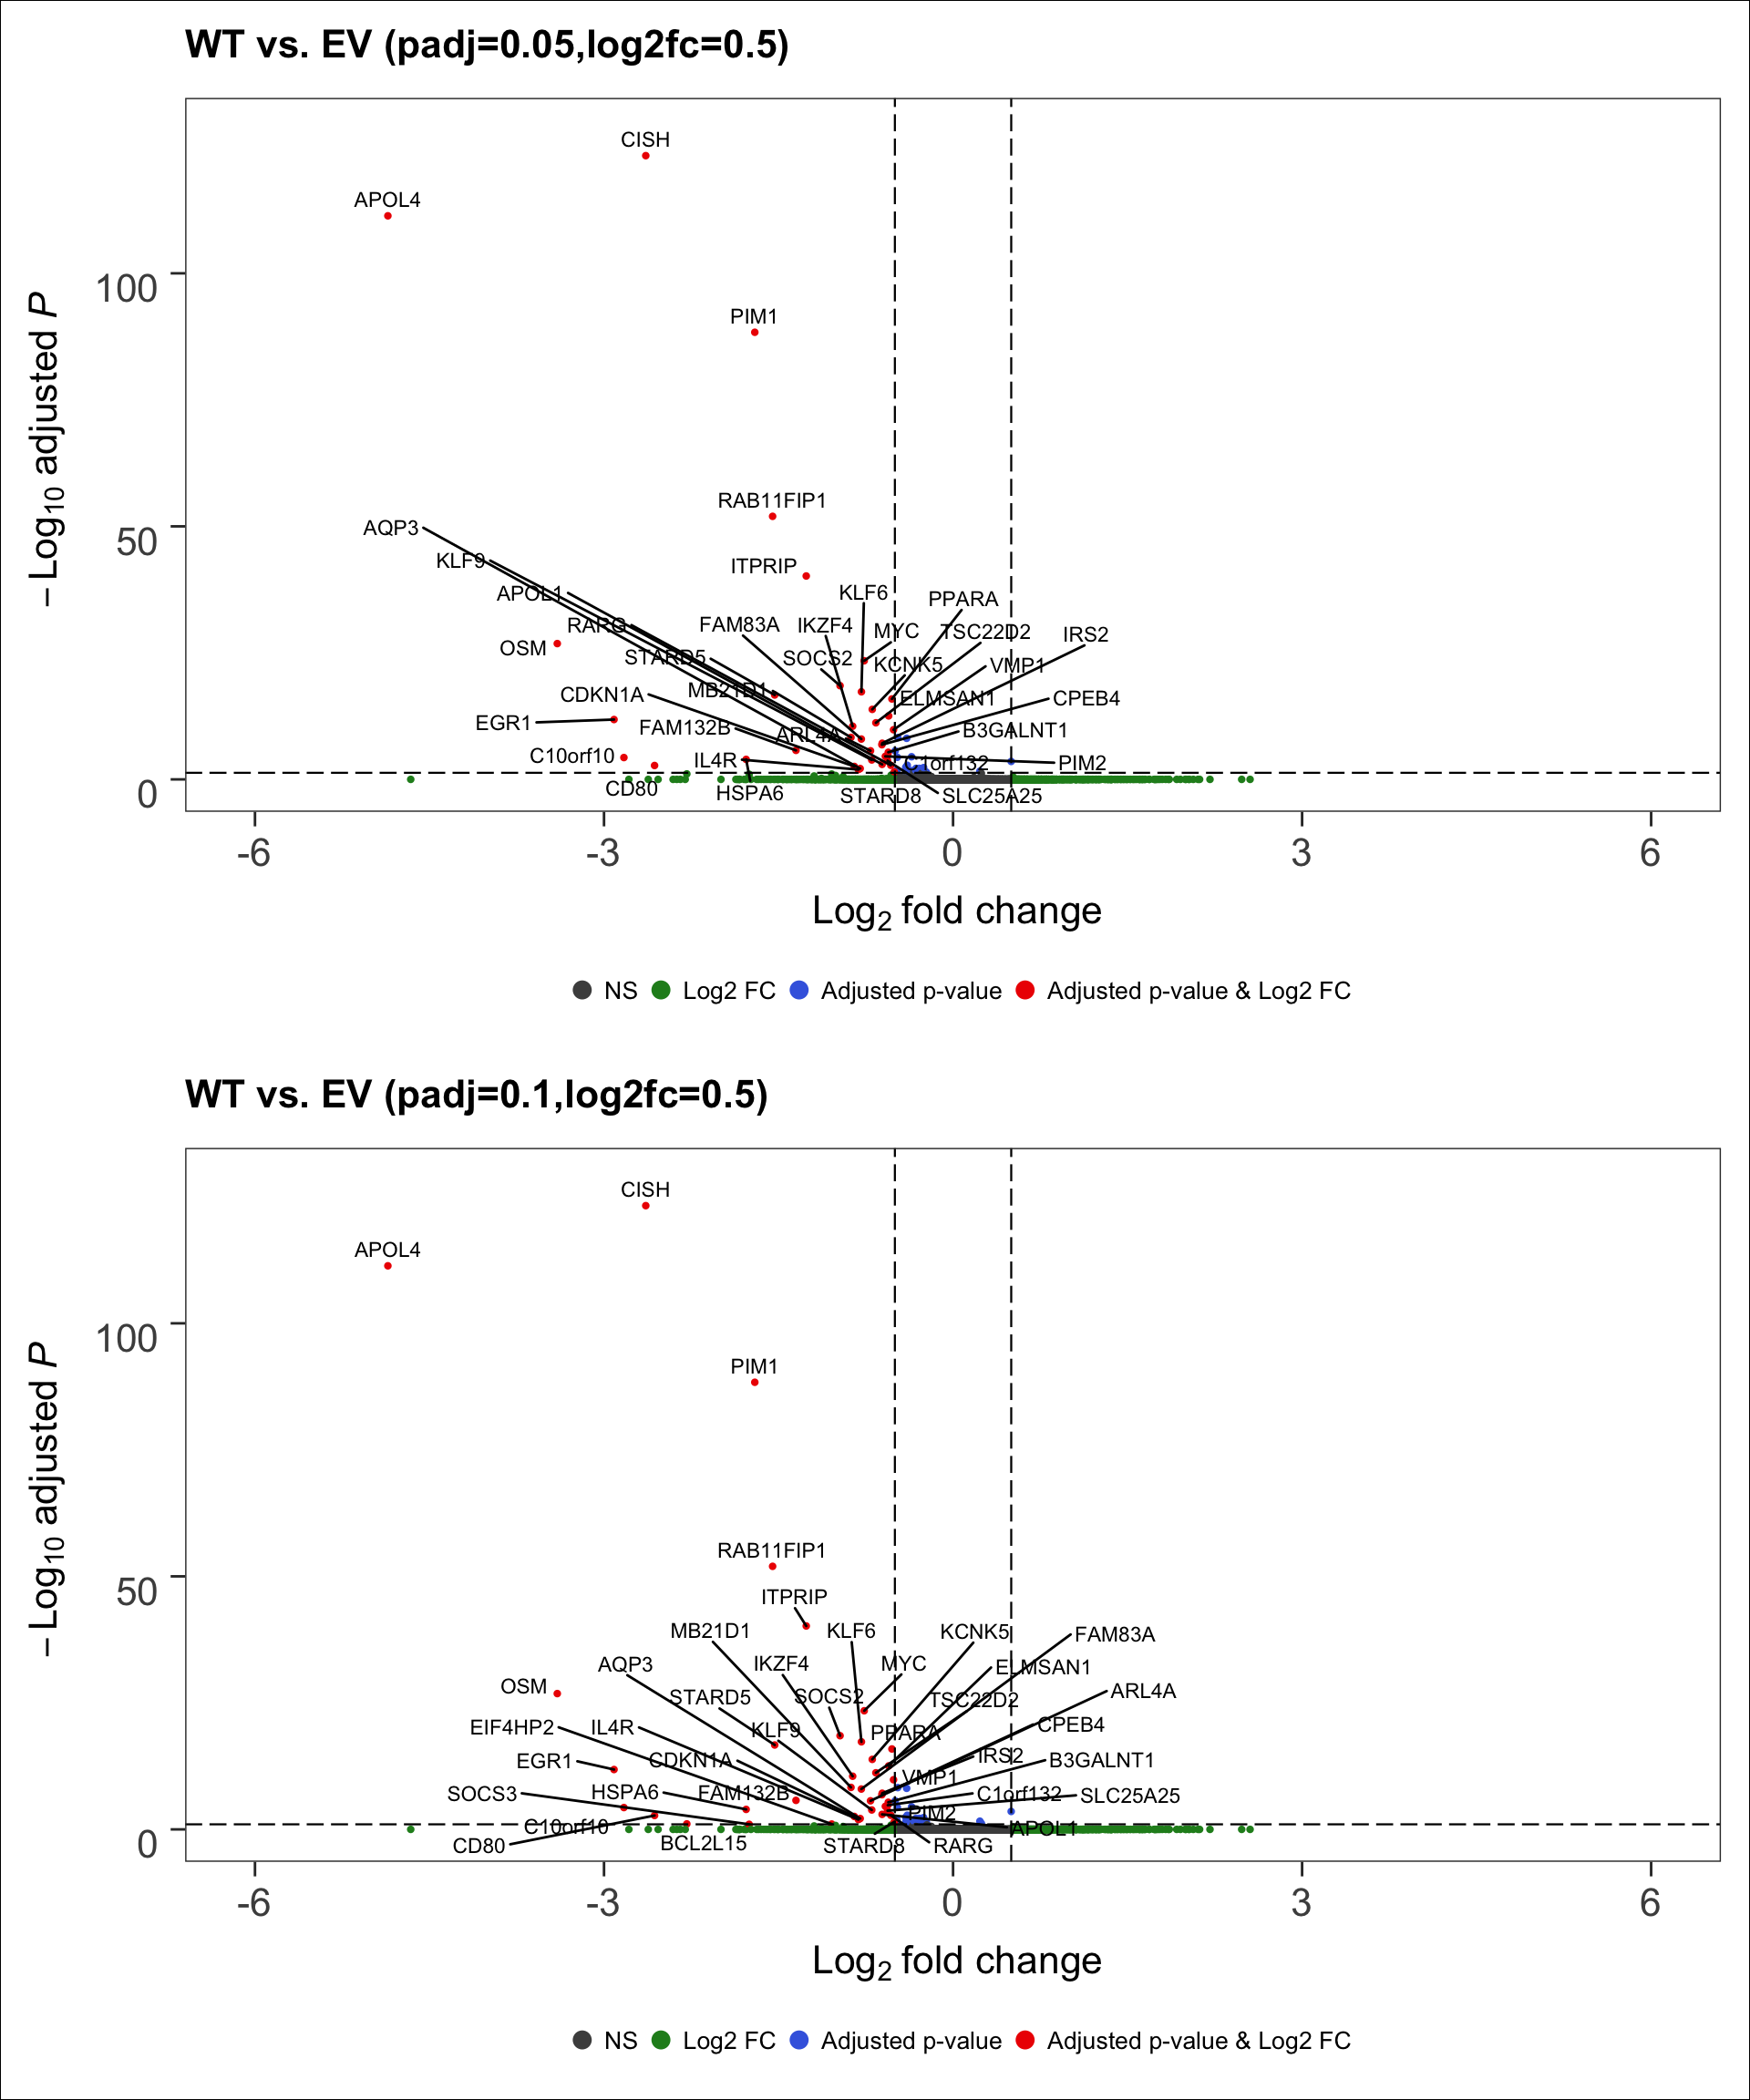 WT vs. EV (padj=0.05,log2fc=0.5)
CISH
APOL4
100
PIM1
RAB11FIP1
AQP3
50
KLF9
ITPRIP
APOL1
KLF6
PPARA
RARG
FAM83A
IKZF4
MYC
TSC22D2
IRS2
OSM
STARD5
SOCS2
KCNK5
VMP1
CDKN1A
MB21D1
ELMSAN1
CPEB4
EGR1
FAM132B
ARL4A
B3GALNT1
C10orf10
IL4R
C1orf132
PIM2
CD80
HSPA6
STARD8
SLC25A25
0
− Log10 adjusted P
-6
-3
0
3
6
Log2 fold change
NS Log2 FC Adjusted p-value Adjusted p-value & Log2 FC
WT vs. EV (padj=0.1,log2fc=0.5)
CISH
APOL4
100
PIM1
RAB11FIP1
50
ITPRIP
MB21D1
KLF6
KCNK5
FAM83A
AQP3
IKZF4
MYC
ELMSAN1
OSM
STARD5
SOCS2
TSC22D2
ARL4A
EIF4HP2
IL4R
KLF9
PPARA
CPEB4
EGR1
CDKN1A
IRS2
B3GALNT1
VMP1
SOCS3
HSPA6
FAM132B
C1orf132
SLC25A25
C10orf10
PIM2
APOL1
CD80
BCL2L15
STARD8
RARG
0
− Log10 adjusted P
-6
-3
0
3
6
Log2 fold change
NS Log2 FC Adjusted p-value Adjusted p-value & Log2 FC